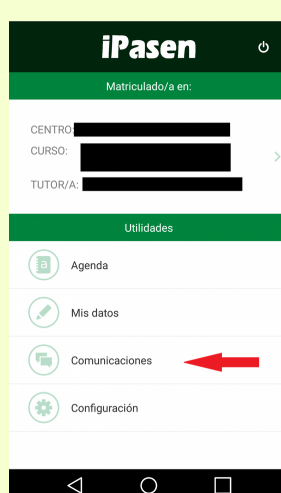 iPasen
Matriculado/a en:
CENTRO:
CURSO:
TUTOR/A:
Utilidades
Agenda
Mis datos
Comunicaciones
Configuración